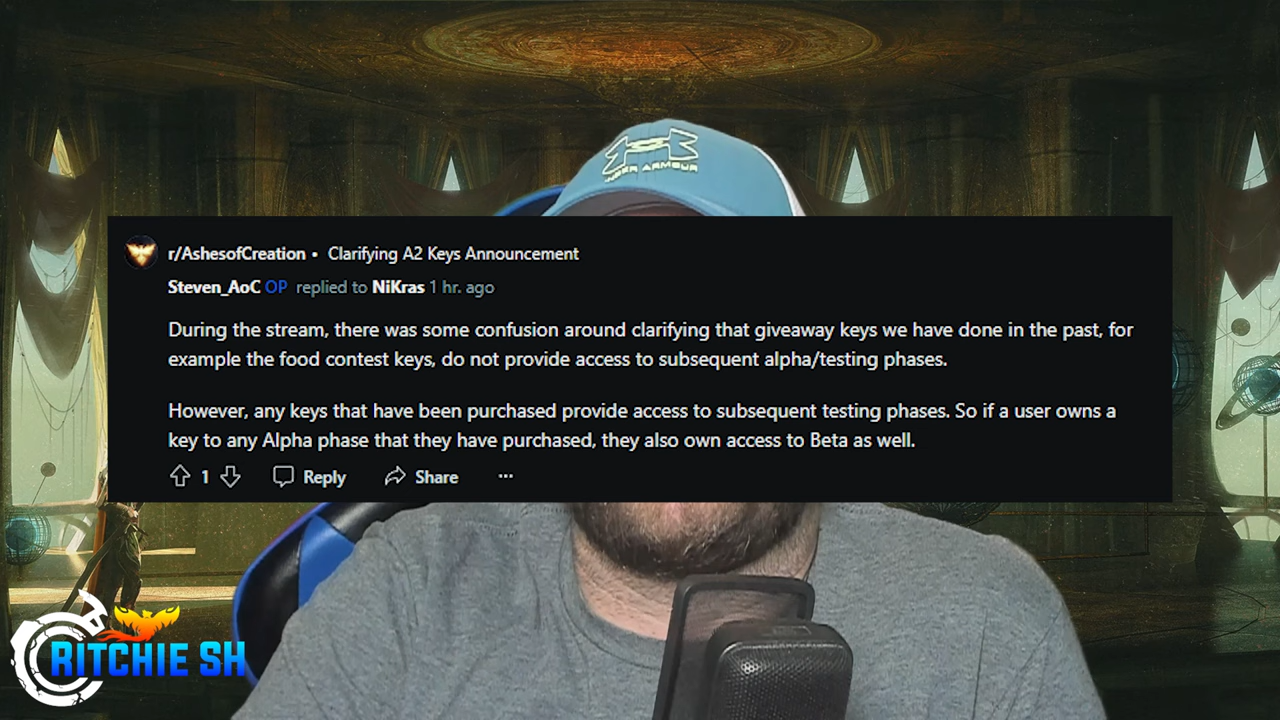 UNDER ARMOUR
r/AshesofCreation • Clarifying A2 Keys Announcement
Steven_AoC OP replied to NiKras 1 hr. ago
During the stream, there was some confusion around clarifying that giveaway keys we have done in the past, for
example the food contest keys, do not provide access to subsequent alpha/testing phases.
However, any keys that have been purchased provide access to subsequent testing phases. So if a user owns a
key to any Alpha phase that they have purchased, they also own access to Beta as well.
1 Reply Share ...
RITCHIE SH